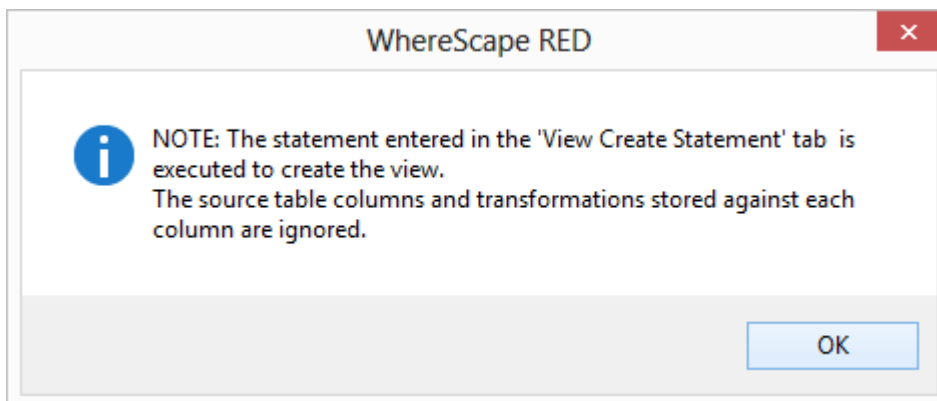 WhereScape RED
NOTE: The statement entered in the 'View Create Statement' tab  is
executed to create the view.
The source table columns and transformations stored against each
column are ignored.
OK